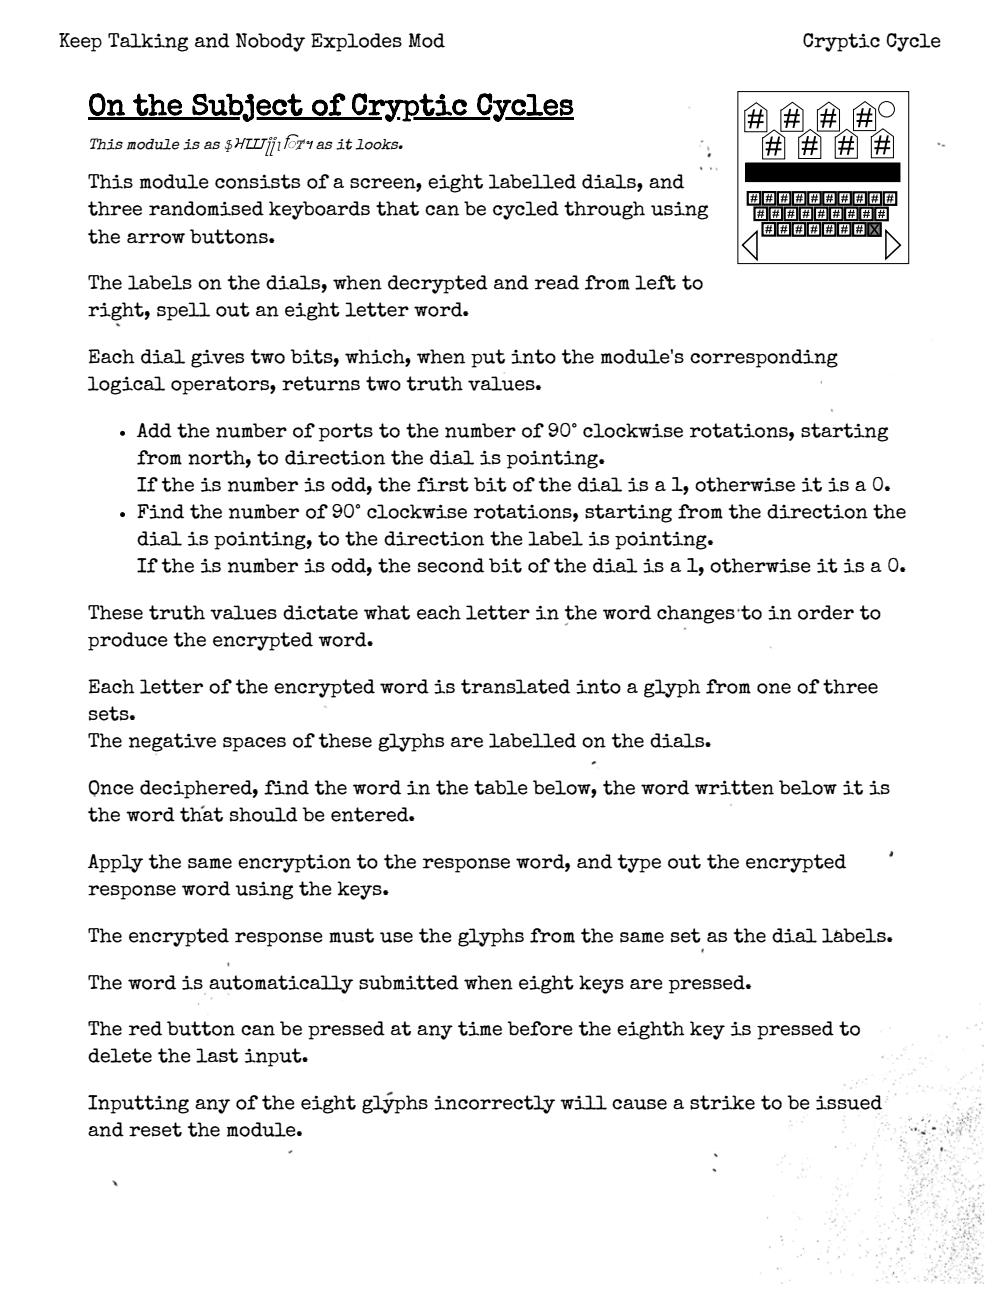 Keep Talking and Nobody Explodes Mod
Cryptic Cycle
On the Subject of Cryptic Cycles
This module is as as it looks.
This module consists of a screen, eight labelled dials, and
three randomised keyboards that can be cycled through using
the arrow buttons.
The labels on the dials, when decrypted and read from left to
right, spell out an eight letter word.
Each dial gives two bits, which, when put into the module's corresponding
logical operators, returns two truth values.
• Add the number of ports to the number of 90° clockwise rotations, starting
from north, to direction the dial is pointing.
If the is number is odd, the first bit of the dial is a 1, otherwise it is a 0.
• Find the number of 90° clockwise rotations, starting from the direction the
dial is pointing, to the direction the label is pointing.
If the is number is odd, the second bit of the dial is a 1, otherwise it is a 0.
These truth values dictate what each letter in the word changes to in order to
produce the encrypted word.
Each letter of the encrypted word is translated into a glyph from one of three
sets.
The negative spaces of these glyphs are labelled on the dials.
Once deciphered, find the word in the table below, the word written below it is
the word that should be entered.
Apply the same encryption to the response word, and type out the encrypted
response word using the keys.
The encrypted response must use the glyphs from the same set as the dial labels.
The word is automatically submitted when eight keys are pressed.
The red button can be pressed at any time before the eighth key is pressed to
delete the last input.
Inputting any of the eight glyphs incorrectly will cause a strike to be issued
and reset the module.
# # # #
# # # #
# # # # # # # # # #
# # # # # # # # #
# # # # # # # X